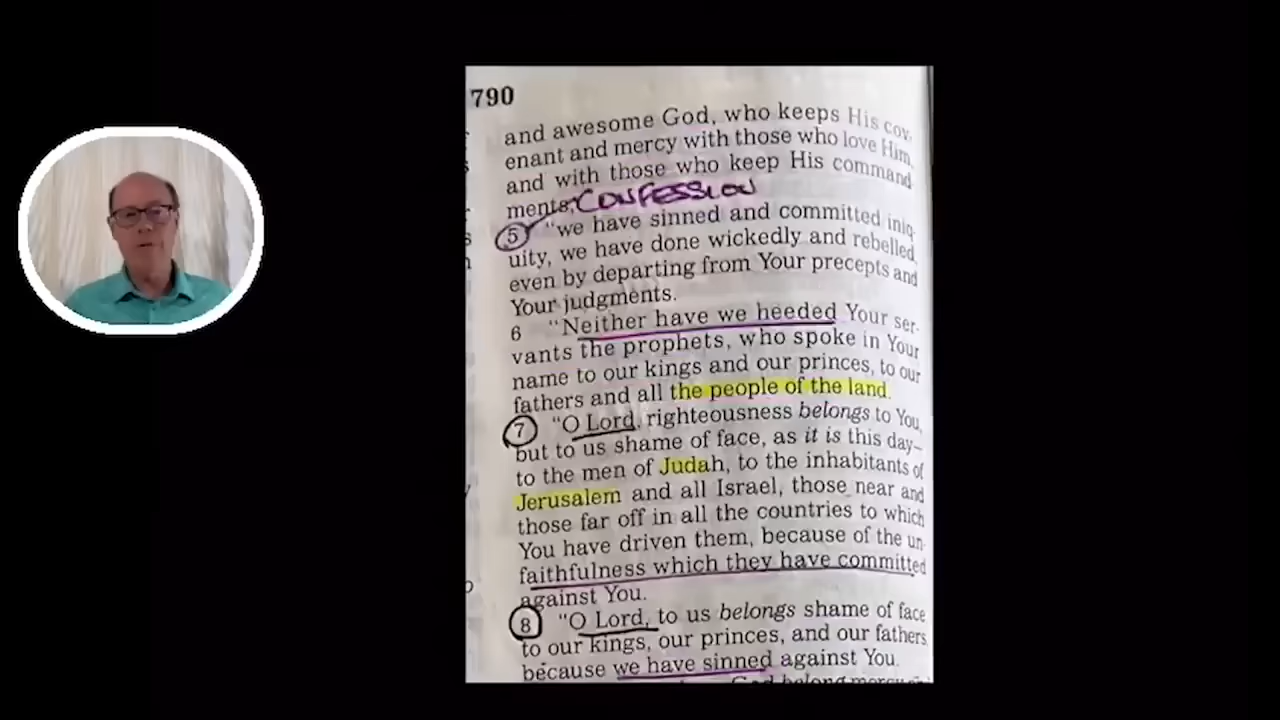 790
and awesome God, who keeps His cov-
enant and mercy with those who love Him,
and with those who keep His command
ments, CONFESSION
5 "we have sinned and committed iniq
uity, we have done wickedly and rebelled,
even by departing from Your precepts and
Your judgments.
6 "Neither have we heeded Your ser-
vants the prophets, who spoke in Your
name to our kings and our princes, to our
fathers and all the people of the land.
7 "O Lord, righteousness belongs to You,
but to us shame of face, as it is this day—
to the men of Judah, to the inhabitants of
Jerusalem and all Israel, those near and
those far off in all the countries to which
You have driven them, because of the un-
faithfulness which they have committed
against You.
8 "O Lord, to us belongs shame of face
to our kings, our princes, and our fathers,
because we have sinned against You.
God belong